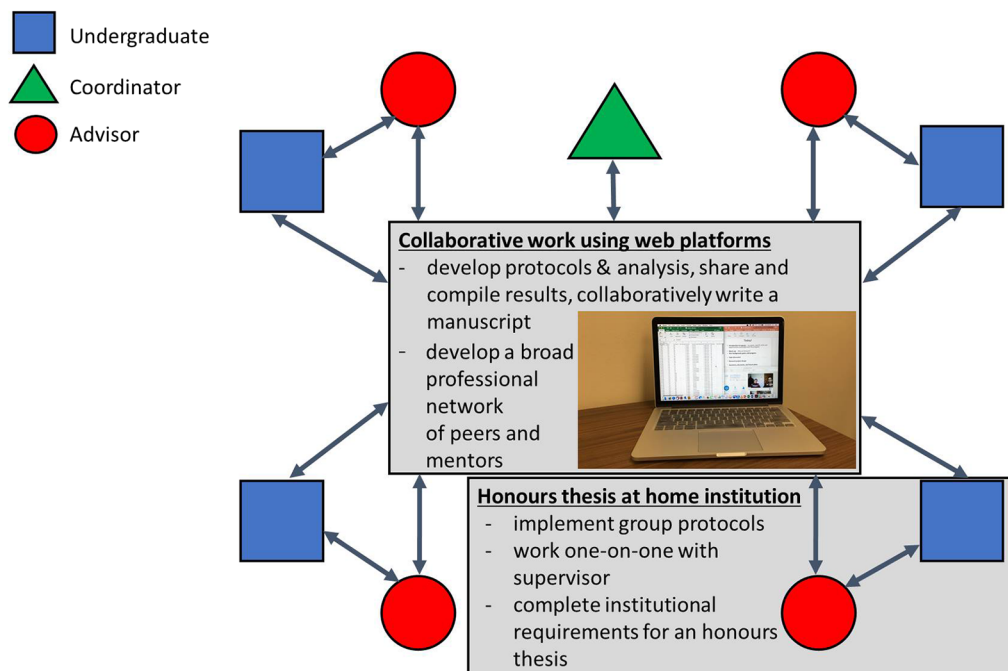 Undergraduate
Coordinator
Advisor
Collaborative work using web platforms
- develop protocols & analysis, share and
compile results, collaboratively write a
manuscript
- develop a broad
professional
network
of peers and
mentors
Honours thesis at home institution
- implement group protocols
- work one-on-one with
supervisor
- complete institutional
requirements for an honours
thesis